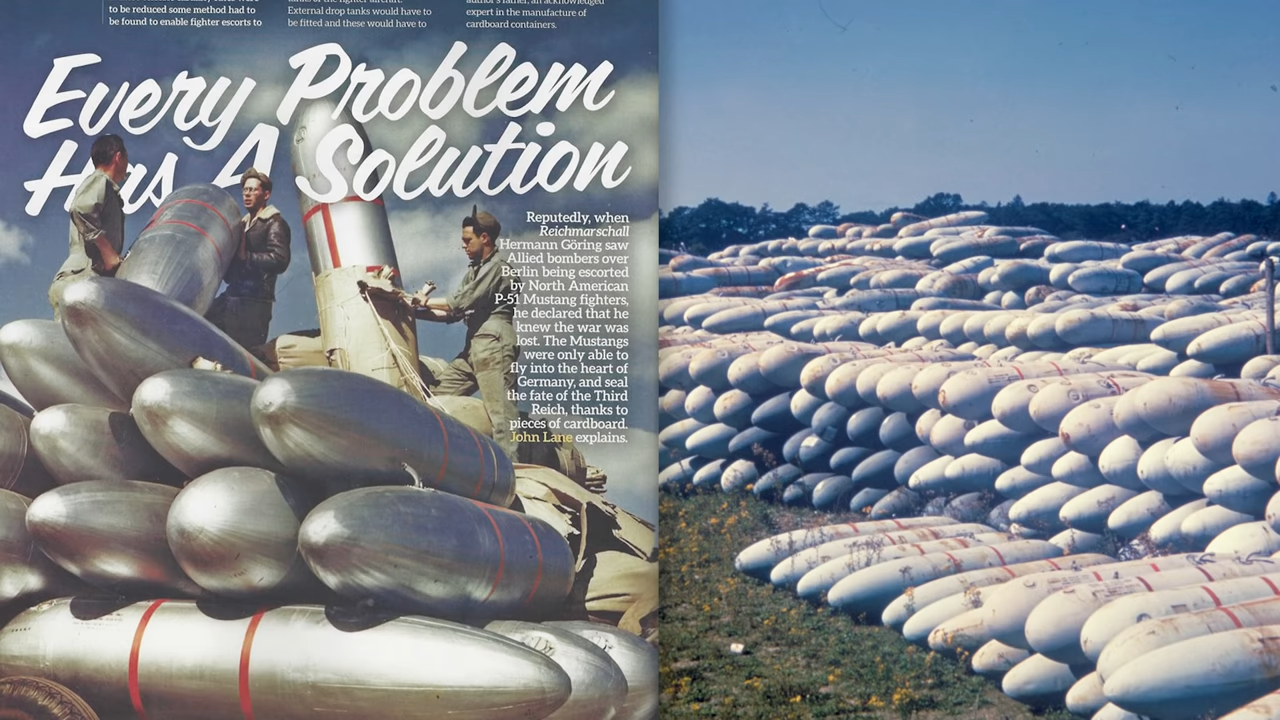 to be reduced some method had to
be found to enable fighter escorts to
External drop tanks would have to
be fitted and these would have to
expert in the manufacture of
cardboard containers.
Every Problem
Has A Solution
Reputedly, when
Reichmarschall
Hermann Göring saw
Allied bombers over
Berlin being escorted
by North American
P-51 Mustang fighters,
he declared that he
knew the war was
lost. The Mustangs
were only able to
fly into the heart of
Germany, and seal
the fate of the Third
Reich, thanks to
pieces of cardboard.
John Lane explains.